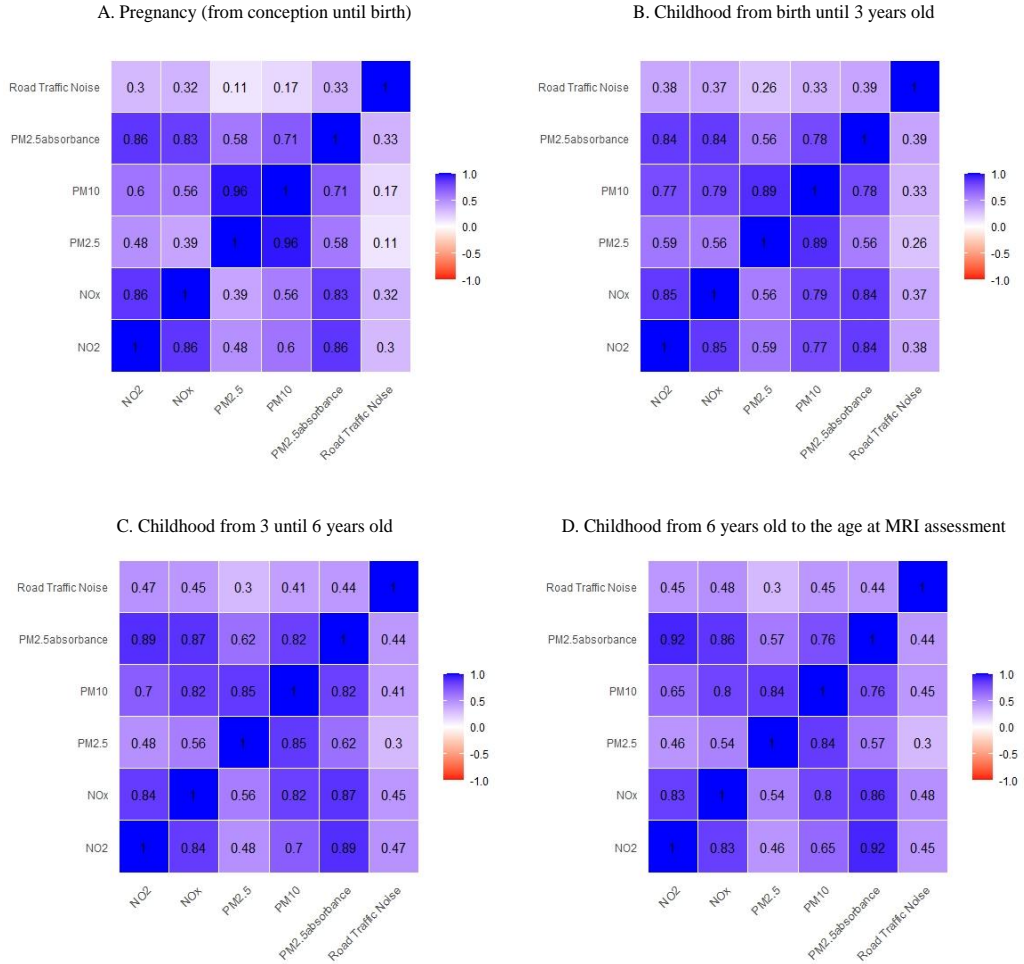 A. Pregnancy (from conception until birth)
B. Childhood from birth until 3 years old
Road Traffic Noise 0.3 0.32 0.11 0.17 0.33 1
PM2.5absorbance 0.86 0.83 0.58 0.71 1 0.33
PM10 0.6 0.56 0.96 1 0.71 0.17
PM2.5 0.48 0.39 1 0.96 0.58 0.11
NOx 0.86 1 0.39 0.56 0.83 0.32
NO2 1 0.86 0.48 0.6 0.86 0.3
NO2 NOx PM2.5 PM10 PM2.5absorbance Road Traffic Noise
1.0
0.5
0.0
-0.5
-1.0
Road Traffic Noise 0.38 0.37 0.26 0.33 0.39 1
PM2.5absorbance 0.84 0.84 0.56 0.78 1 0.39
PM10 0.77 0.79 0.89 1 0.78 0.33
PM2.5 0.59 0.56 1 0.89 0.56 0.26
NOx 0.85 1 0.56 0.79 0.84 0.37
NO2 1 0.85 0.59 0.77 0.84 0.38
NO2 NOx PM2.5 PM10 PM2.5absorbance Road Traffic Noise
1.0
0.5
0.0
-0.5
-1.0
C. Childhood from 3 until 6 years old
D. Childhood from 6 years old to the age at MRI assessment
Road Traffic Noise 0.47 0.45 0.3 0.41 0.44 1
PM2.5absorbance 0.89 0.87 0.62 0.82 1 0.44
PM10 0.7 0.82 0.85 1 0.82 0.41
PM2.5 0.48 0.56 1 0.85 0.62 0.3
NOx 0.84 1 0.56 0.82 0.87 0.45
NO2 1 0.84 0.48 0.7 0.89 0.47
NO2 NOx PM2.5 PM10 PM2.5absorbance Road Traffic Noise
1.0
0.5
0.0
-0.5
-1.0
Road Traffic Noise 0.45 0.48 0.3 0.45 0.44 1
PM2.5absorbance 0.92 0.86 0.57 0.76 1 0.44
PM10 0.65 0.8 0.84 1 0.76 0.45
PM2.5 0.46 0.54 1 0.84 0.57 0.3
NOx 0.83 1 0.54 0.8 0.86 0.48
NO2 1 0.83 0.46 0.65 0.92 0.45
NO2 NOx PM2.5 PM10 PM2.5absorbance Road Traffic Noise
1.0
0.5
0.0
-0.5
-1.0